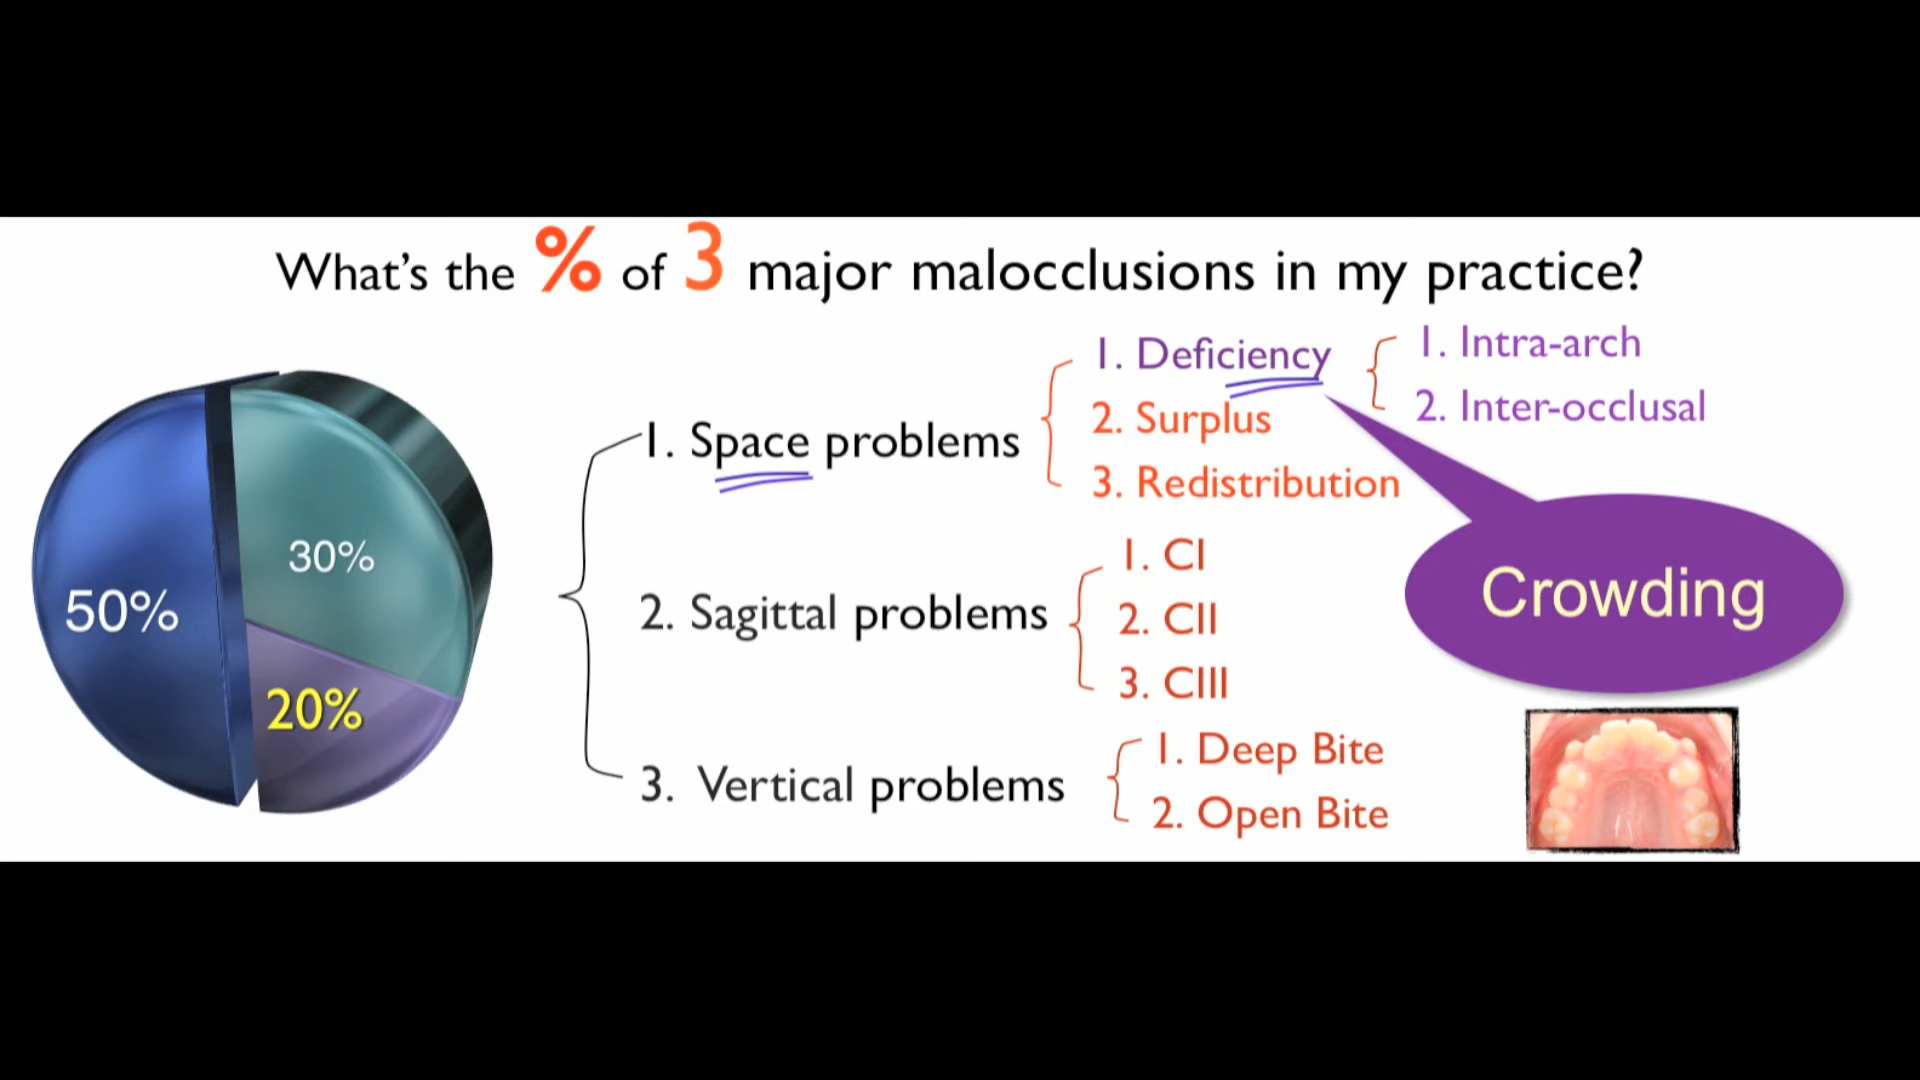 What's the % of 3 major malocclusions in my practice?
50%
30%
20%
1. Space problems
1. Deficiency
2. Surplus
3. Redistribution
1. Intra-arch
2. Inter-occlusal
Crowding
2. Sagittal problems
1. CI
2. CII
3. CIII
3. Vertical problems
1. Deep Bite
2. Open Bite